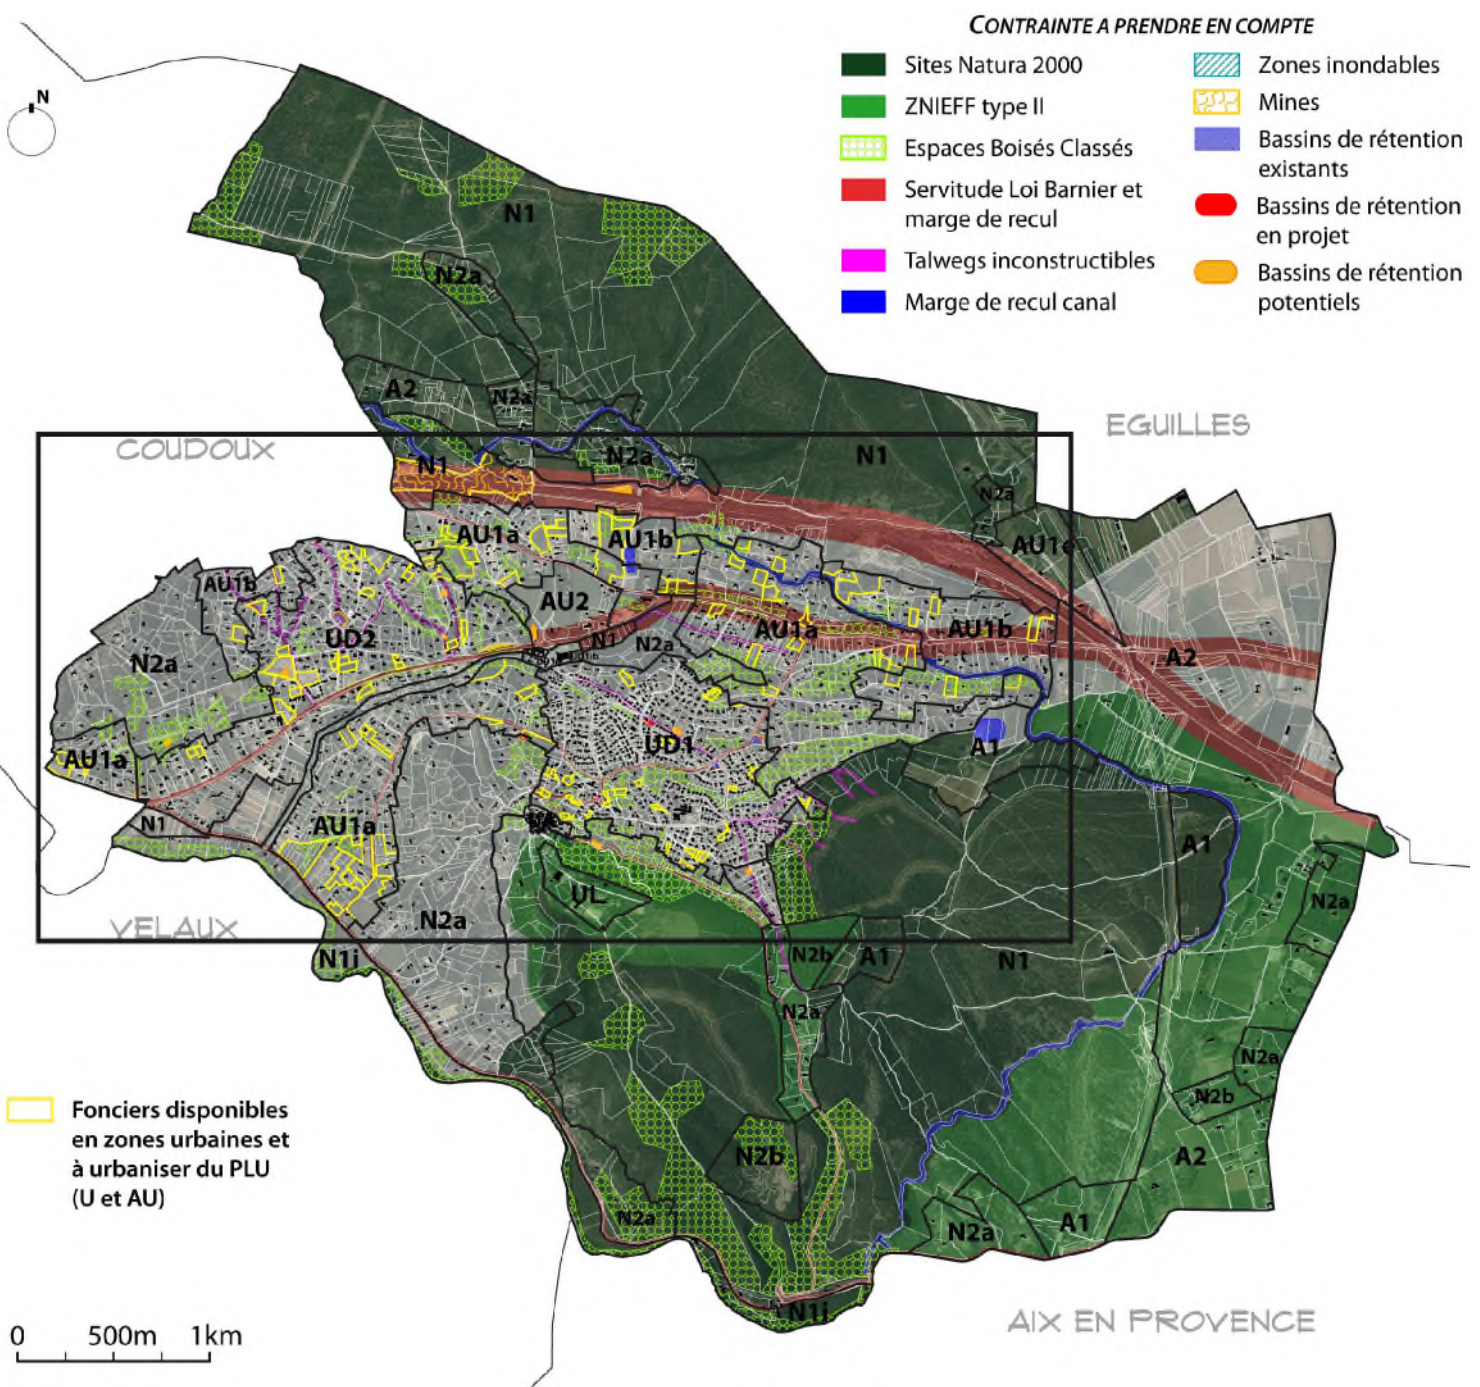 CONTRAINTE A PRENDRE EN COMPTE
Sites Natura 2000
ZNIEFF type II
Espaces Boisés Classés
Servitude Loi Barnier et
marge de recul
Talwegs inconstructibles
Marge de recul canal
Zones inondables
Mines
Bassins de rétention
existants
Bassins de rétention
en projet
Bassins de rétention
potentiels
N
N1
N2a
A2
N2a
EGUILLES
COUDOUX
N1
N2a
N1
N2a
AU1a
AU1b
AU1e
AU1b
AU2
UD2
N1
N2a
AU1a
AU1b
A2
N2a
UD1
A1
AU1a
N1
AU1a
A1
UL
N2a
N2a
VELAUX
N1i
N2b
A1
N1
N2a
N2a
N2b
Fonciers disponibles
en zones urbaines et
à urbaniser du PLU
(U et AU)
N2b
A2
N2a
N2a
A1
N1i
AIX EN PROVENCE
0 500m 1km